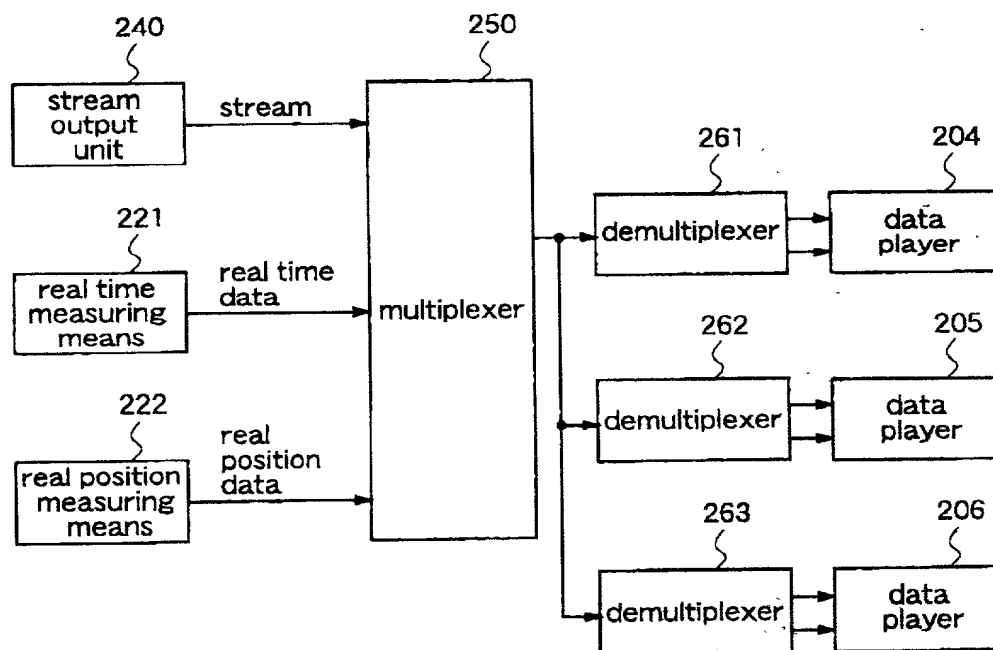 240
stream
output
unit
stream
250
multiplexer
221
real time
measuring
means
real time
data
222
real position
measuring
means
real
position
data
261
demultiplexer
204
data
player
262
demultiplexer
205
data
player
263
demultiplexer
206
data
player